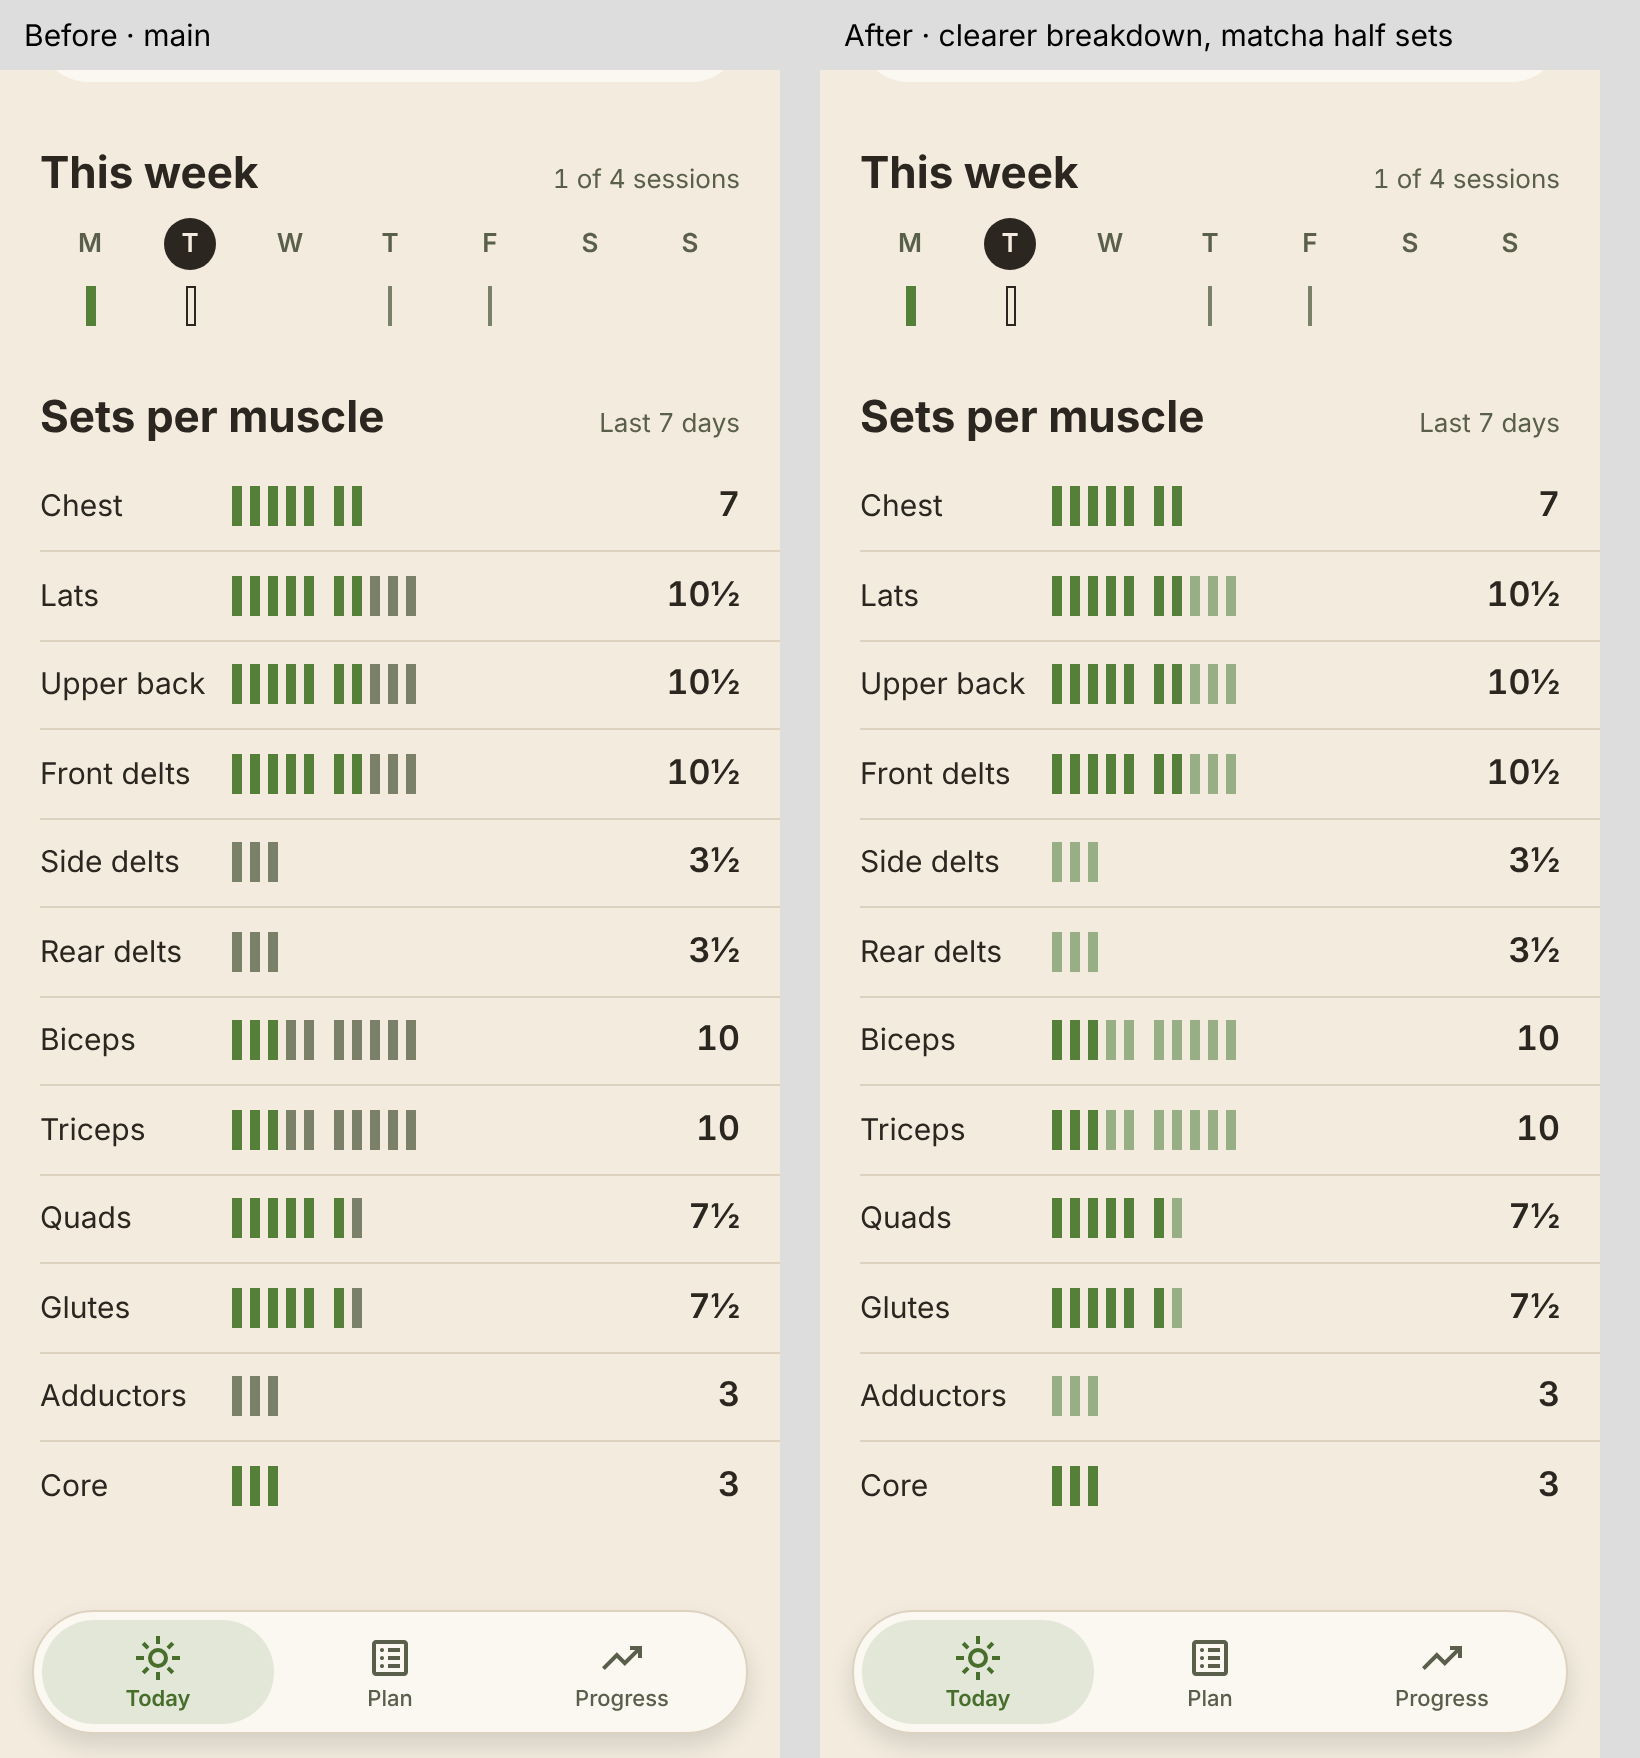 Before · main
This week
1 of 4 sessions
M T W T F S S
Sets per muscle
Last 7 days
Chest 7
Lats 10½
Upper back 10½
Front delts 10½
Side delts 3½
Rear delts 3½
Biceps 10
Triceps 10
Quads 7½
Glutes 7½
Adductors 3
Core 3
Today Plan Progress
After · clearer breakdown, matcha half sets
This week
1 of 4 sessions
M T W T F S S
Sets per muscle
Last 7 days
Chest 7
Lats 10½
Upper back 10½
Front delts 10½
Side delts 3½
Rear delts 3½
Biceps 10
Triceps 10
Quads 7½
Glutes 7½
Adductors 3
Core 3
Today Plan Progress